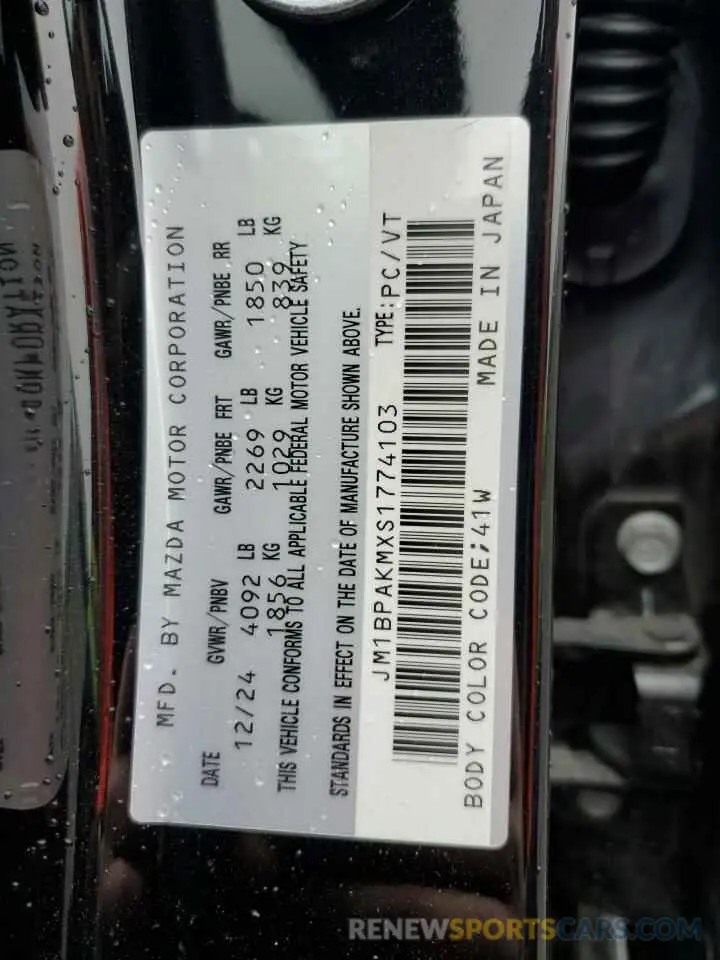 MFD. BY MAZDA MOTOR CORPORATION
DATE GVWR/PNBV GAWR/PNBE FRT GAWR/PNBE RR
12/24 4092 LB 2269 LB 1850 LB
1856 KG 1029 KG 839 KG
THIS VEHICLE CONFORMS TO ALL APPLICABLE FEDERAL MOTOR VEHICLE SAFETY
STANDARDS IN EFFECT ON THE DATE OF MANUFACTURE SHOWN ABOVE.
JM1BPAKMXS1774103 TYPE:PC/VT
BODY COLOR CODE;41W MADE IN JAPAN
RENEWSPORTSCARS.COM